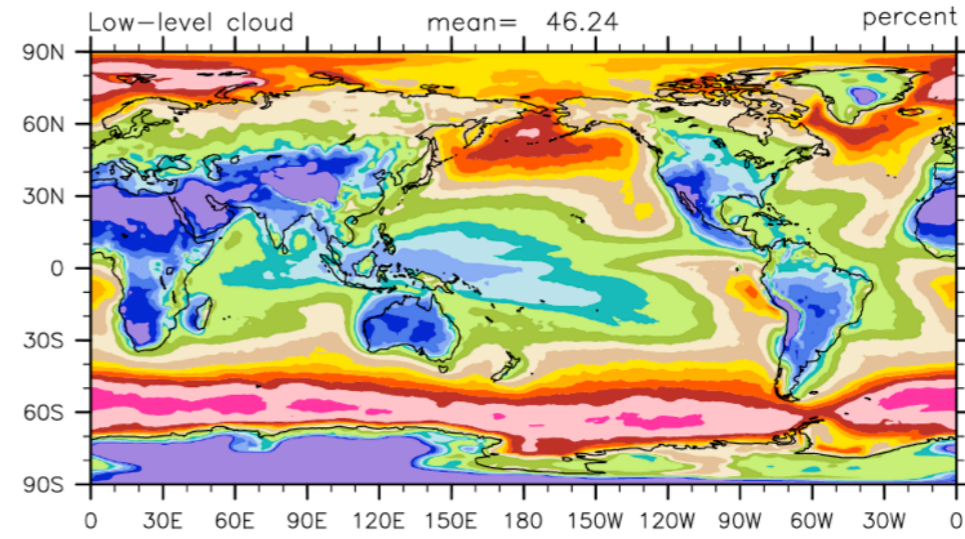 Low-level cloud mean= 46.24 percent
90N
60N
30N
0
30S
60S
90S
0 30E 60E 90E 120E 150E 180 150W 120W 90W 60W 30W 0